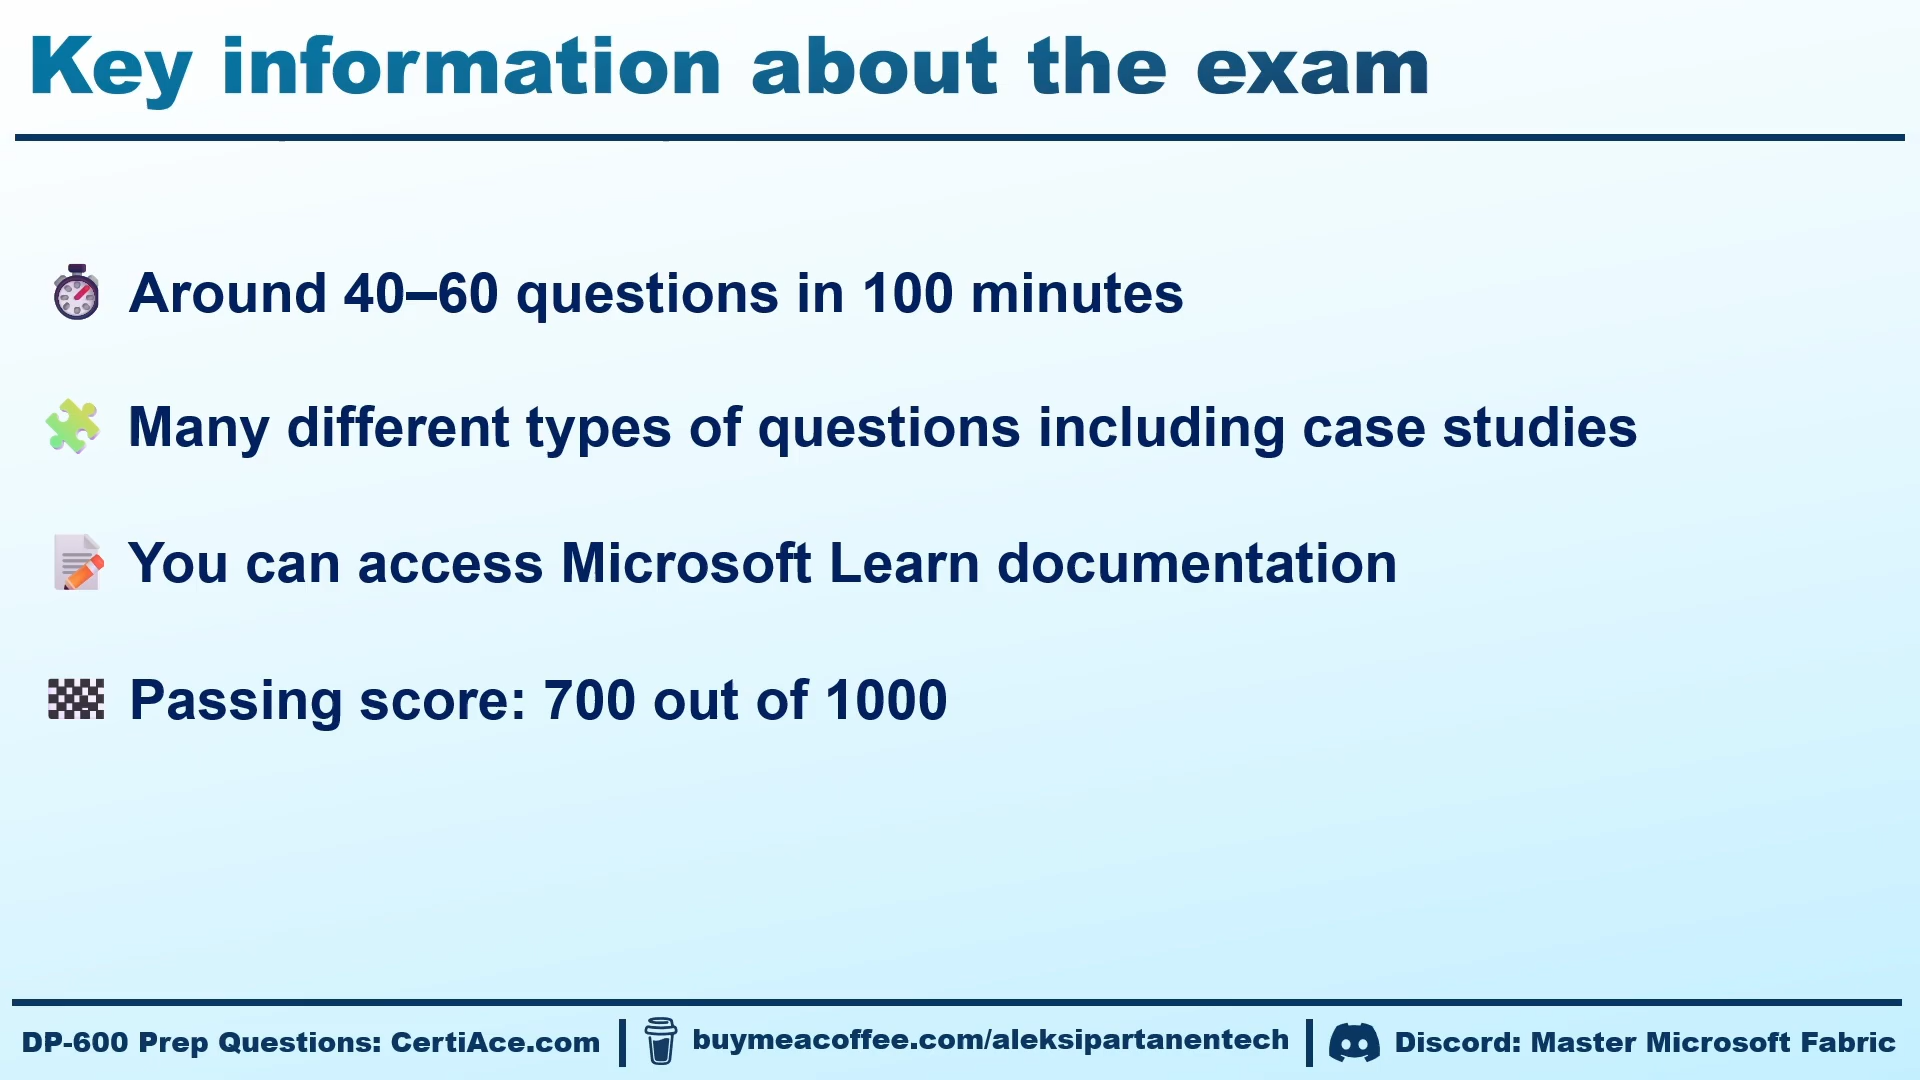 Key information about the exam
Around 40–60 questions in 100 minutes
Many different types of questions including case studies
You can access Microsoft Learn documentation
Passing score: 700 out of 1000
DP-600 Prep Questions: CertiAce.com
buymeacoffee.com/aleksipartanentech
Discord: Master Microsoft Fabric